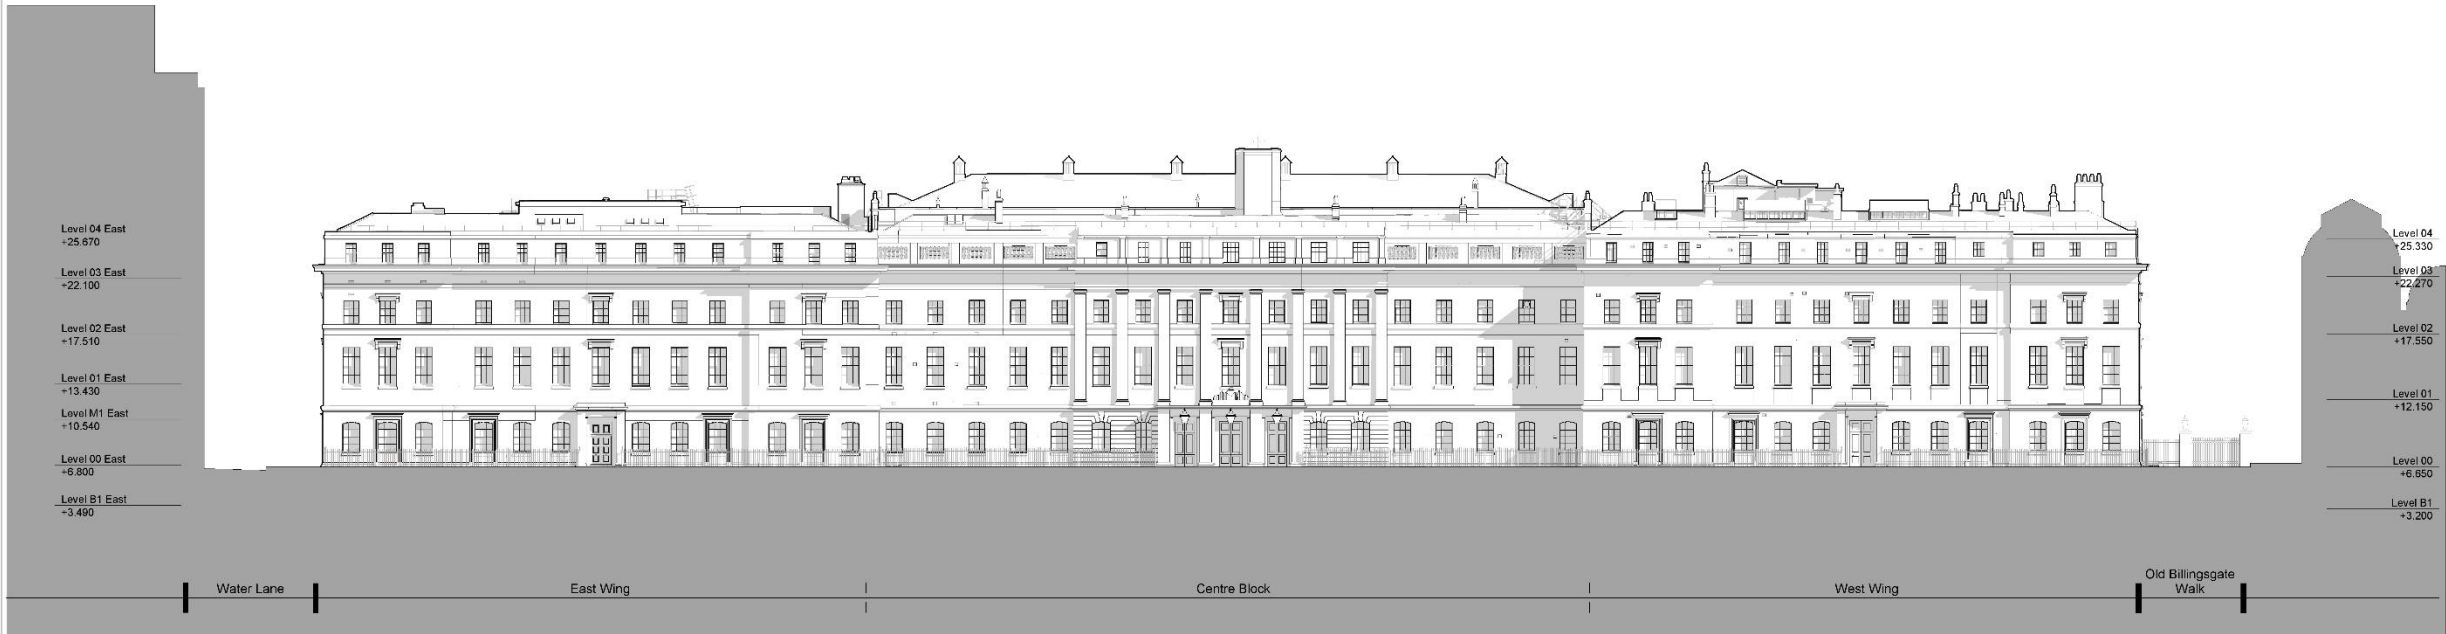 Level 04 East
+25.670
Level 03 East
+22.100
Level 02 East
+17.510
Level 01 East
+13.430
Level M1 East
+10.540
Level 00 East
+6.800
Level B1 East
+3.490
Level 04
+25.330
Level 03
+22.270
Level 02
+17.550
Level 01
+12.150
Level 00
+6.650
Level B1
+3.200
Water Lane
East Wing
Centre Block
West Wing
Old Billingsgate
Walk